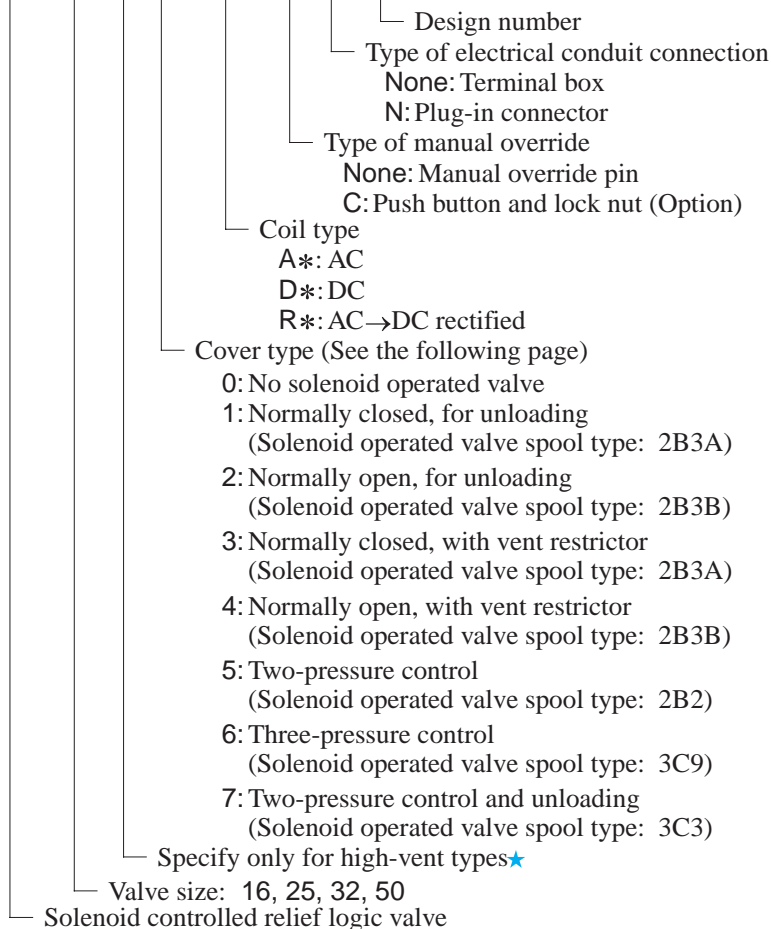 Design number
Type of electrical conduit connection
None: Terminal box
N: Plug-in connector
Type of manual override
None: Manual override pin
C: Push button and lock nut (Option)
Coil type
A*: AC
D*: DC
R*: AC→DC rectified
Cover type (See the following page)
0: No solenoid operated valve
1: Normally closed, for unloading
(Solenoid operated valve spool type: 2B3A)
2: Normally open, for unloading
(Solenoid operated valve spool type: 2B3B)
3: Normally closed, with vent restrictor
(Solenoid operated valve spool type: 2B3A)
4: Normally open, with vent restrictor
(Solenoid operated valve spool type: 2B3B)
5: Two-pressure control
(Solenoid operated valve spool type: 2B2)
6: Three-pressure control
(Solenoid operated valve spool type: 3C9)
7: Two-pressure control and unloading
(Solenoid operated valve spool type: 3C3)
Specify only for high-vent types★
Valve size: 16, 25, 32, 50
Solenoid controlled relief logic valve